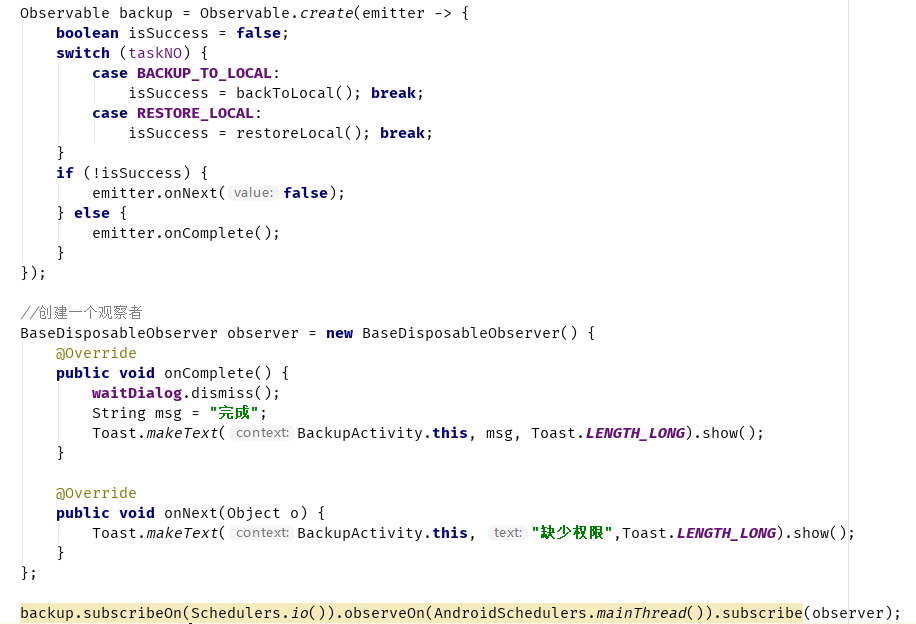 Observable backup = Observable.create(emitter -> {
    boolean isSuccess = false;
    switch (taskNO) {
        case BACKUP_TO_LOCAL:
            isSuccess = backToLocal(); break;
        case RESTORE_LOCAL:
            isSuccess = restoreLocal(); break;
    }
    if (!isSuccess) {
        emitter.onNext( value: false);
    } else {
        emitter.onComplete();
    }
});
//创建一个观察者
BaseDisposableObserver observer = new BaseDisposableObserver() {
    @Override
    public void onComplete() {
        waitDialog.dismiss();
        String msg = "完成";
        Toast.makeText( context: BackupActivity.this, msg, Toast.LENGTH_LONG).show();
    }
    @Override
    public void onNext(Object o) {
        Toast.makeText( context: BackupActivity.this, text: "缺少权限",Toast.LENGTH_LONG).show();
    }
};
backup.subscribeOn(Schedulers.io()).observeOn(AndroidSchedulers.mainThread()).subscribe(observer);